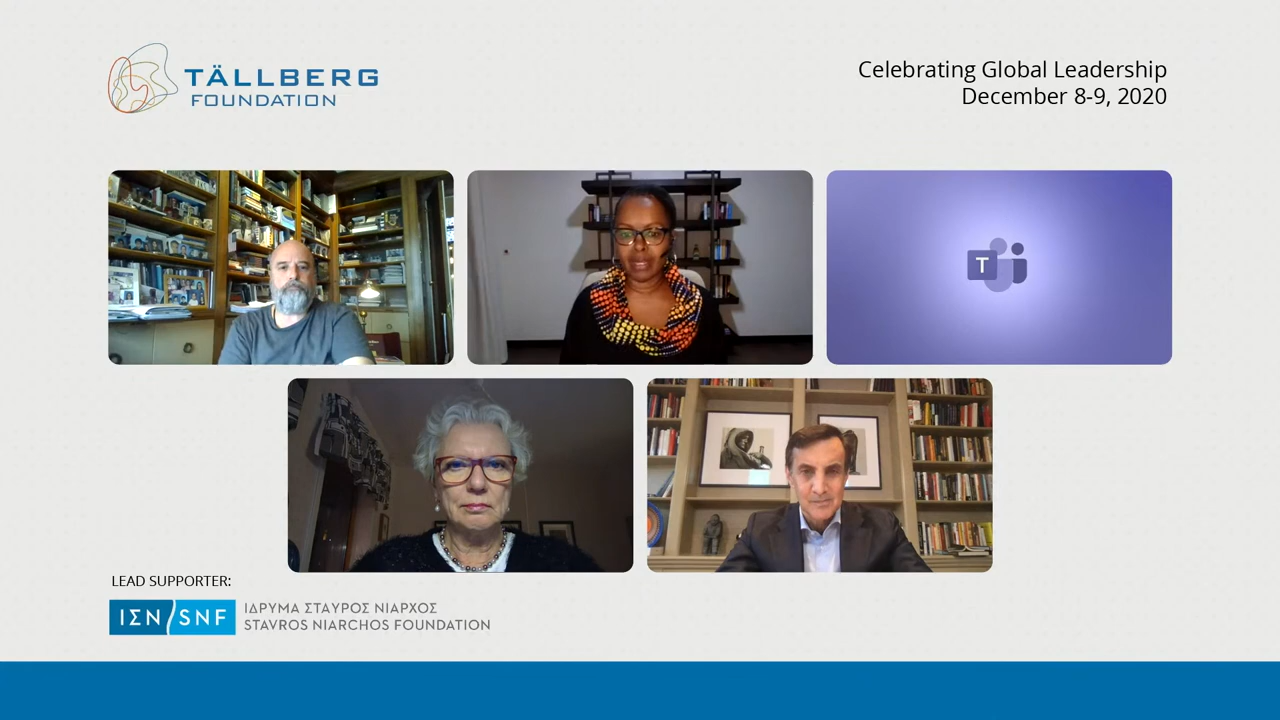 TÄLLBERG
FOUNDATION
Celebrating Global Leadership
December 8-9, 2020
T
LEAD SUPPORTER:
ΙΣΝ/SNF
ΙΔΡΥΜΑ ΣΤΑΥΡΟΣ ΝΙΑΡΧΟΣ
STAVROS NIARCHOS FOUNDATION